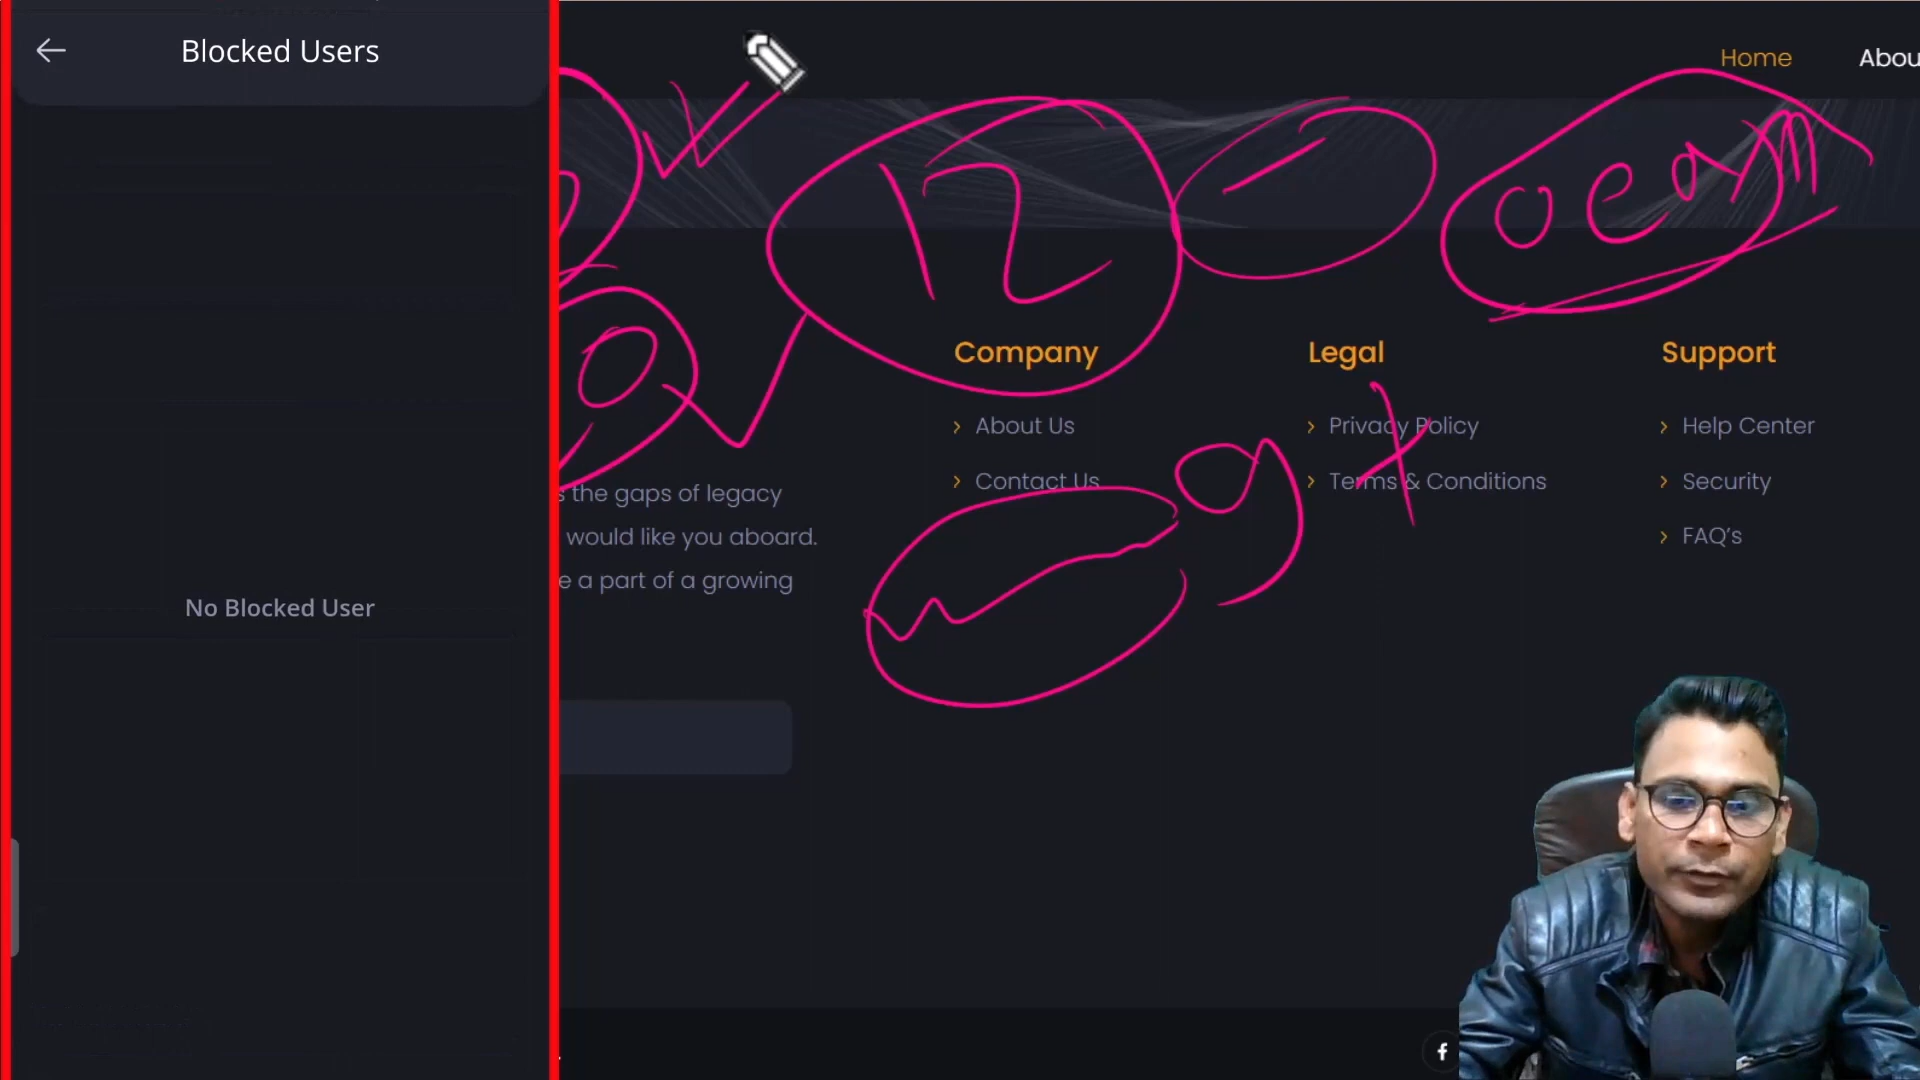 Blocked Users
No Blocked User
Home
Abou
12
Company
About Us
Contact Us
Legal
Privacy Policy
Terms & Conditions
Support
Help Center
Security
FAQ’s
s the gaps of legacy
would like you aboard.
e a part of a growing